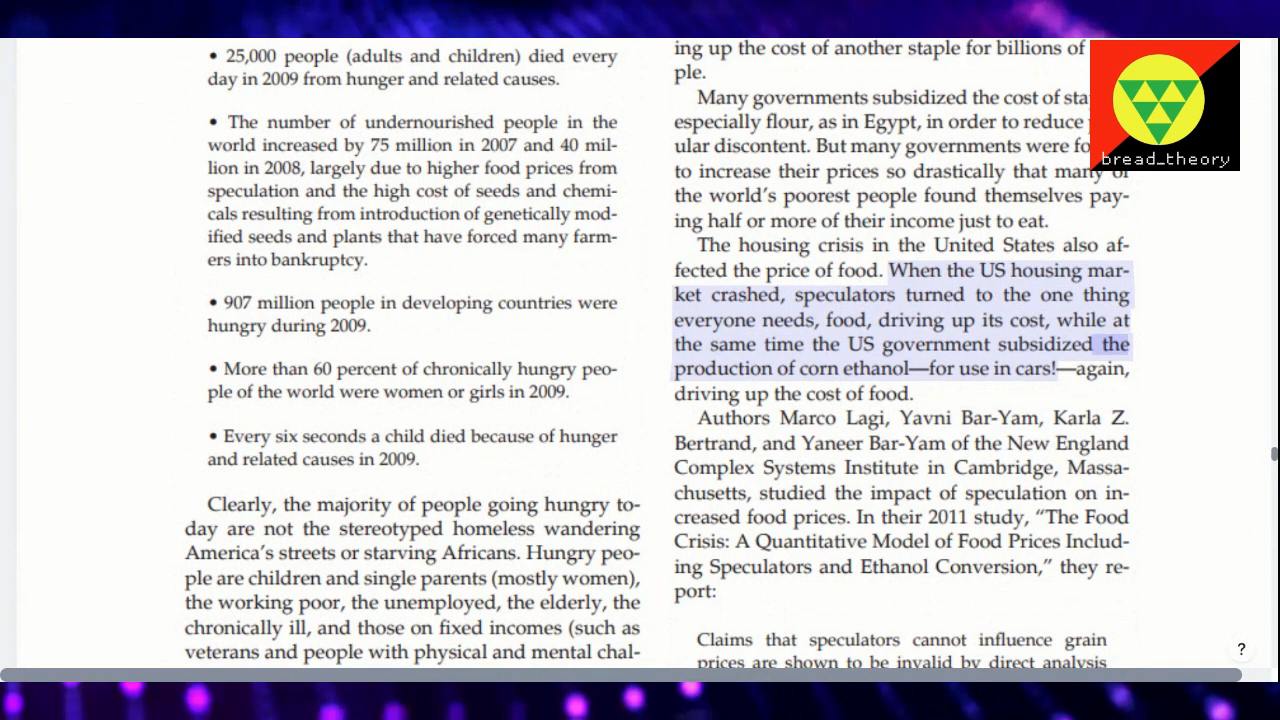 • 25,000 people (adults and children) died every
day in 2009 from hunger and related causes.
• The number of undernourished people in the
world increased by 75 million in 2007 and 40 mil-
lion in 2008, largely due to higher food prices from
speculation and the high cost of seeds and chemi-
cals resulting from introduction of genetically mod-
ified seeds and plants that have forced many farm-
ers into bankruptcy.
• 907 million people in developing countries were
hungry during 2009.
• More than 60 percent of chronically hungry peo-
ple of the world were women or girls in 2009.
• Every six seconds a child died because of hunger
and related causes in 2009.
Clearly, the majority of people going hungry to-
day are not the stereotyped homeless wandering
America's streets or starving Africans. Hungry peo-
ple are children and single parents (mostly women),
the working poor, the unemployed, the elderly, the
chronically ill, and those on fixed incomes (such as
veterans and people with physical and mental chal-
ing up the cost of another staple for billions of
ple.
Many governments subsidized the cost of
especially flour, as in Egypt, in order to reduce
ular discontent. But many governments were
to increase their prices so drastically that many of
the world's poorest people found themselves pay-
ing half or more of their income just to eat.
The housing crisis in the United States also af-
fected the price of food. When the US housing mar-
ket crashed, speculators turned to the one thing
everyone needs, food, driving up its cost, while at
the same time the US government subsidized the
production of corn ethanol—for use in cars!—again,
driving up the cost of food.
Authors Marco Lagi, Yavni Bar-Yam, Karla Z.
Bertrand, and Yaneer Bar-Yam of the New England
Complex Systems Institute in Cambridge, Massa-
chusetts, studied the impact of speculation on in-
creased food prices. In their 2011 study, "The Food
Crisis: A Quantitative Model of Food Prices Includ-
ing Speculators and Ethanol Conversion," they re-
port:
Claims that speculators cannot influence grain
prices are shown to be invalid by direct analysis
bread_theory
?